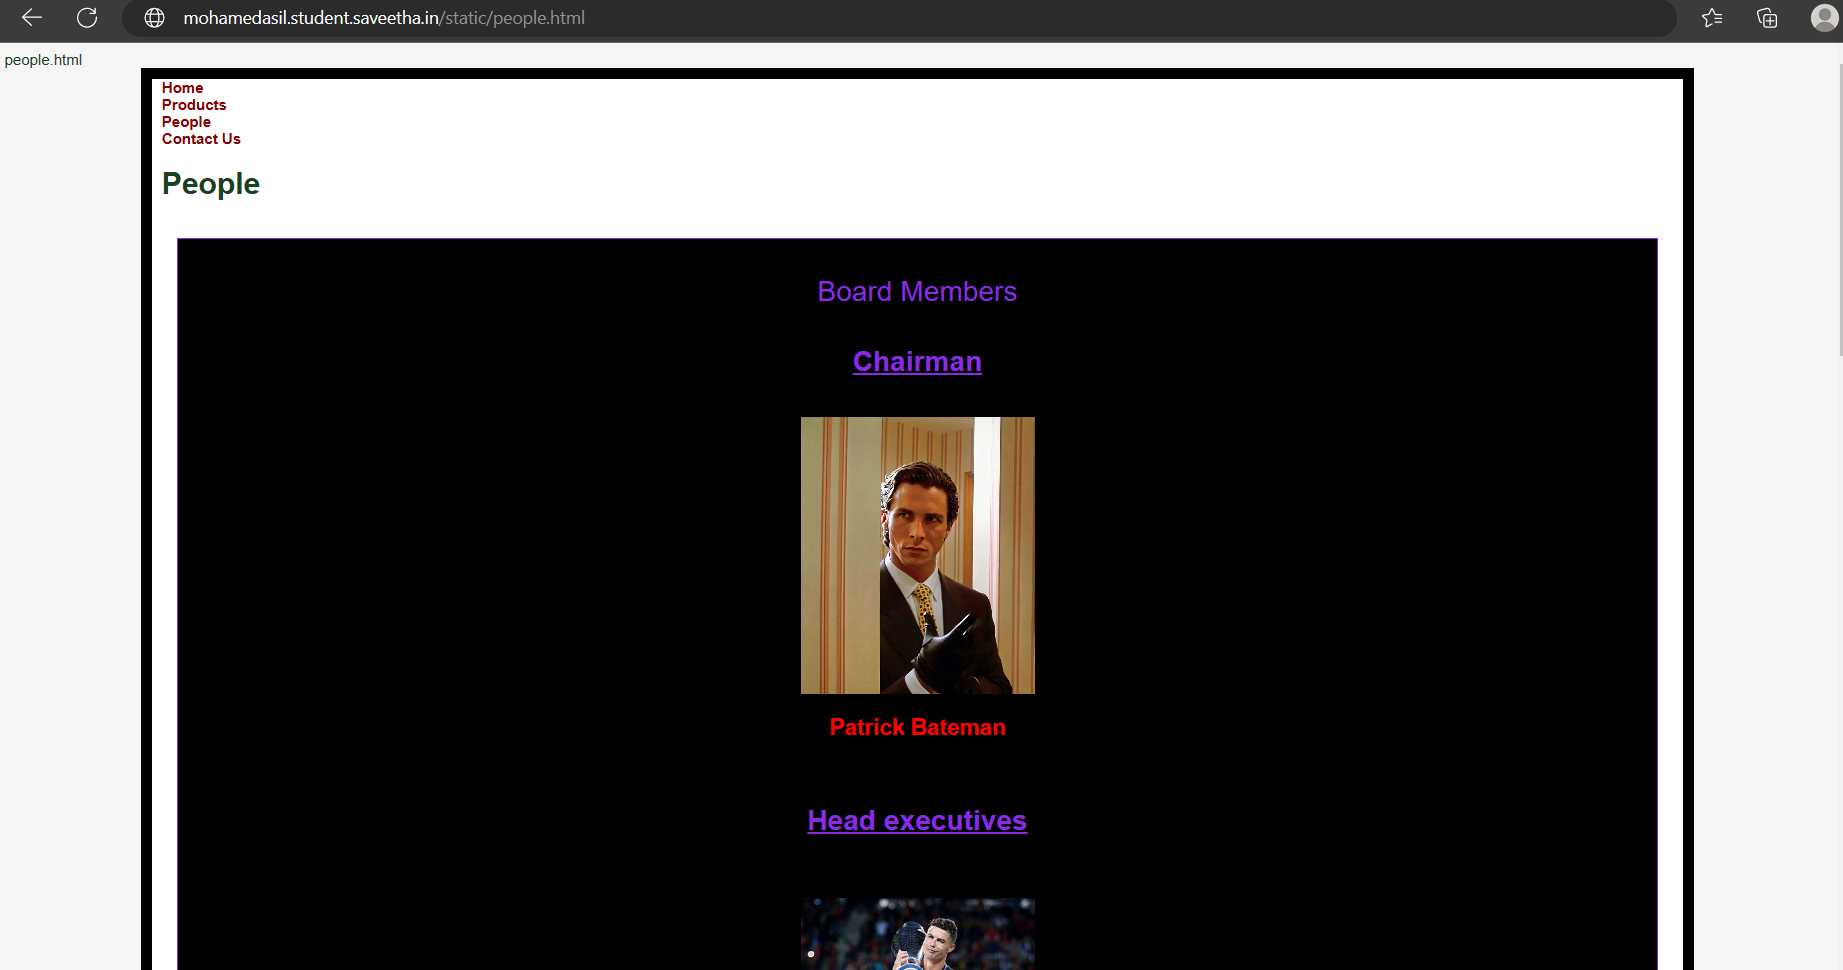 mohamedasil.student.saveetha.in/static/people.html
people.html
Home
Products
People
Contact Us
People
Board Members
Chairman
Patrick Bateman
Head executives